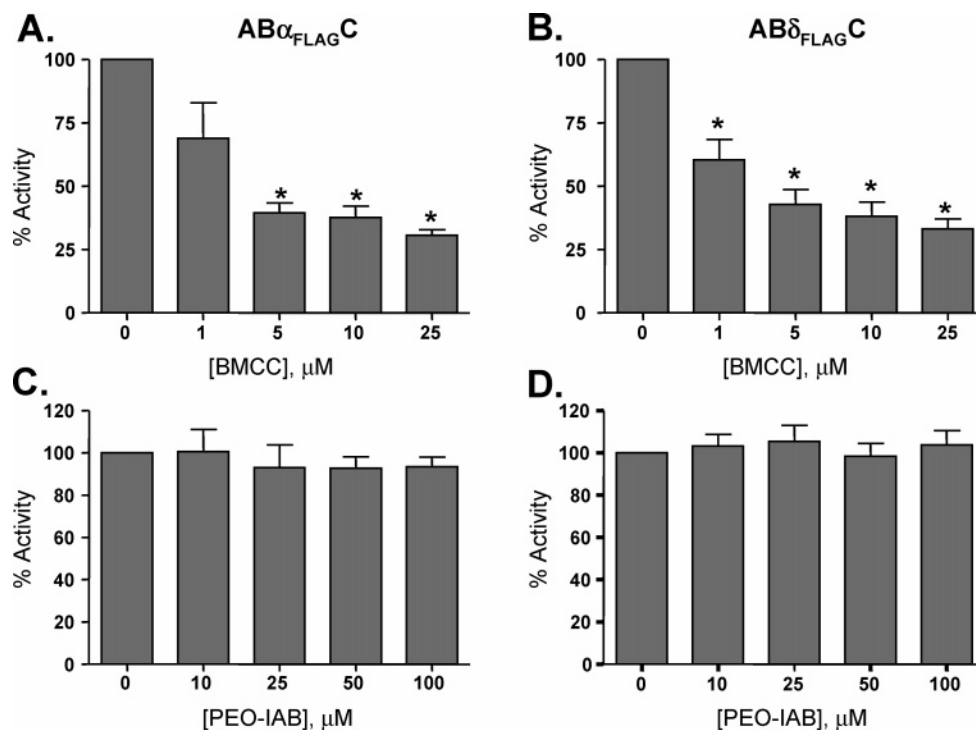 A. ABα_FLAG C
100
75
50
25
0
% Activity
*
*
*
0 1 5 10 25
[BMCC], μM
B. ABδ_FLAG C
100
75
50
25
0
% Activity
*
*
*
*
0 1 5 10 25
[BMCC], μM
C.
120
100
80
60
40
20
0
% Activity
0 10 25 50 100
[PEO-IAB], μM
D.
120
100
80
60
40
20
0
% Activity
0 10 25 50 100
[PEO-IAB], μM